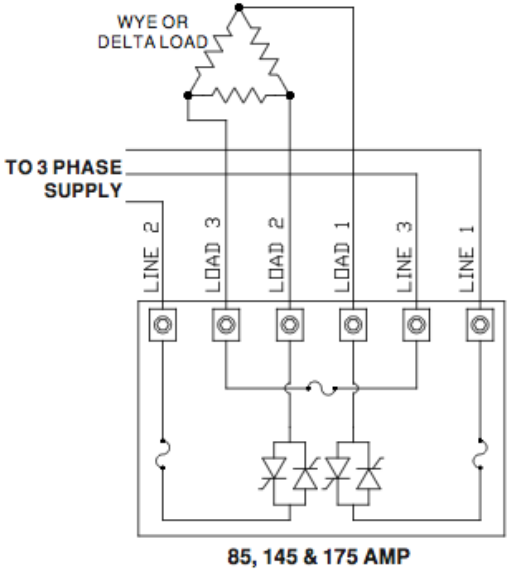 WYE OR
DELTA LOAD
TO 3 PHASE
SUPPLY
LINE 2
LOAD 3
LOAD 2
LOAD 1
LINE 3
LINE 1
85, 145 & 175 AMP